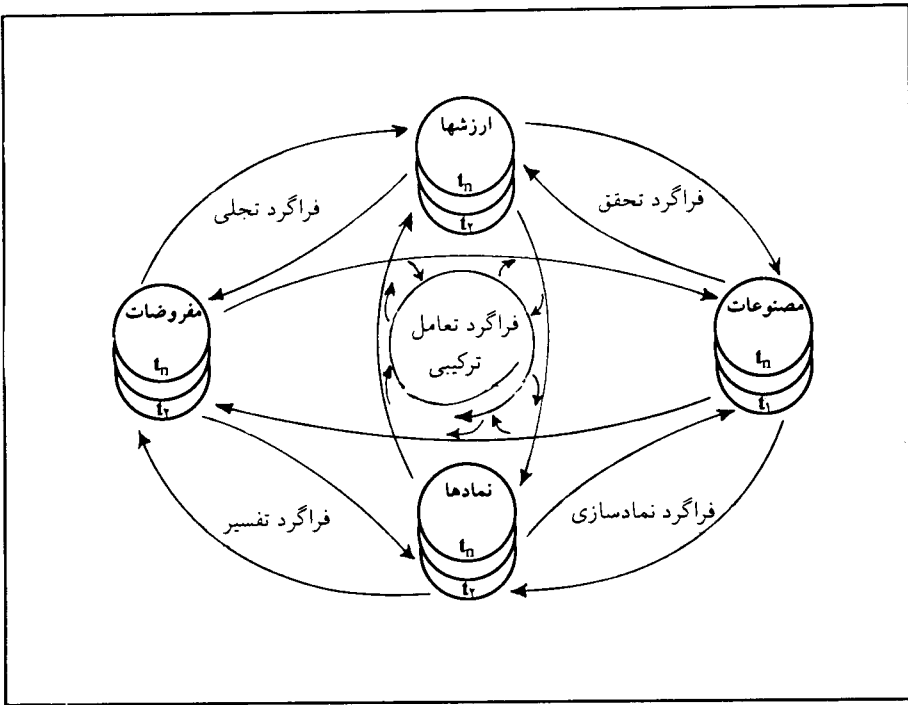 ارزشها
tn
t۲
فراگرد تحقق
فراگرد تجلی
مصنوعات
tn
t۱
مفروضات
tn
t۲
فراگرد تعامل
ترکیبی
نمادها
tn
t۲
فراگرد نمادسازی
فراگرد تفسیر